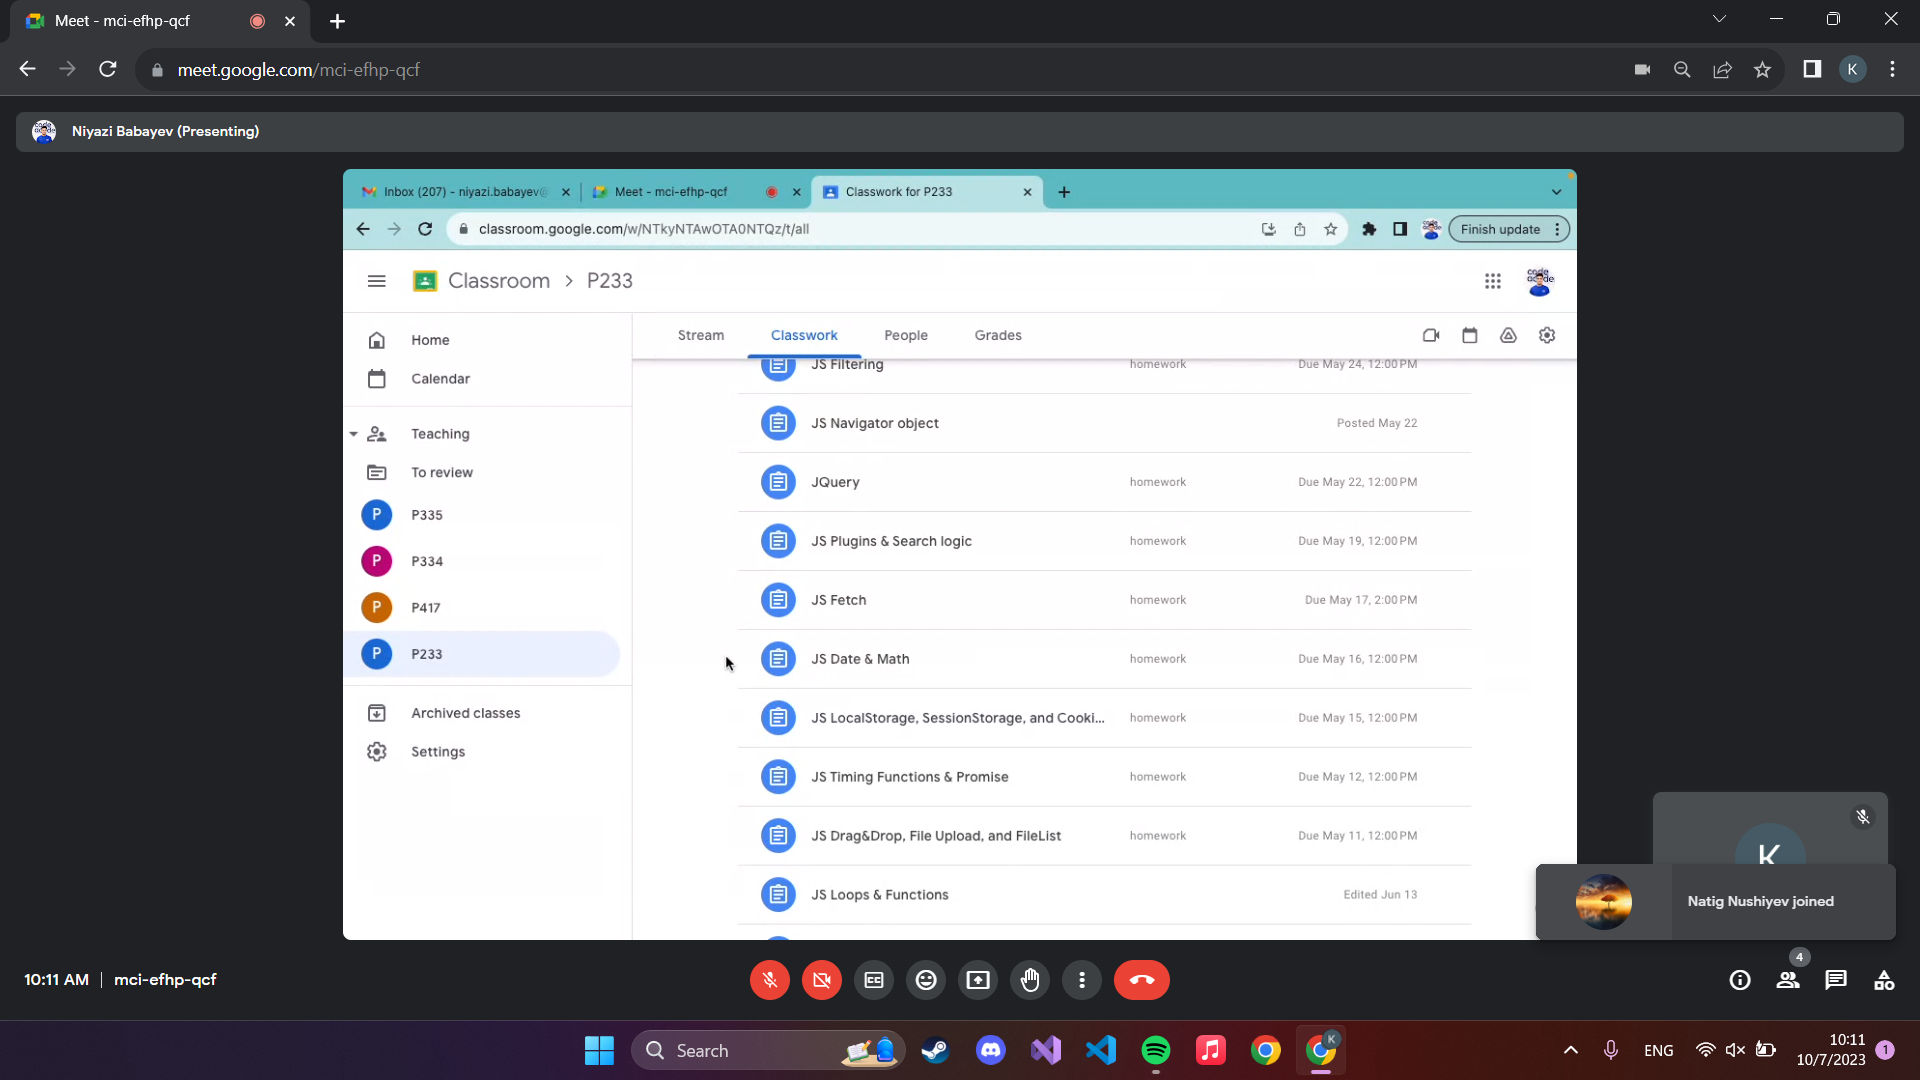 Meet - mci-efhp-qcf
meet.google.com/mci-efhp-qcf
K
Niyazi Babayev (Presenting)
Inbox (207) - niyazi.babayev@
Meet - mci-efhp-qcf
Classwork for P233
classroom.google.com/w/NTkyNTAwOTA0NTQz/t/all
Finish update
Classroom > P233
Home
Calendar
Teaching
To review
P P335
P P334
P P417
P P233
Archived classes
Settings
Stream Classwork People Grades
JS Filtering homework Due May 24, 12:00 PM
JS Navigator object Posted May 22
JQuery homework Due May 22, 12:00 PM
JS Plugins & Search logic homework Due May 19, 12:00 PM
JS Fetch homework Due May 17, 2:00 PM
JS Date & Math homework Due May 16, 12:00 PM
JS LocalStorage, SessionStorage, and Cooki... homework Due May 15, 12:00 PM
JS Timing Functions & Promise homework Due May 12, 12:00 PM
JS Drag&Drop, File Upload, and FileList homework Due May 11, 12:00 PM
JS Loops & Functions Edited Jun 13
K
Natig Nushiyev joined
10:11 AM | mci-efhp-qcf
4
Search
K
ENG
10:11
10/7/2023
1